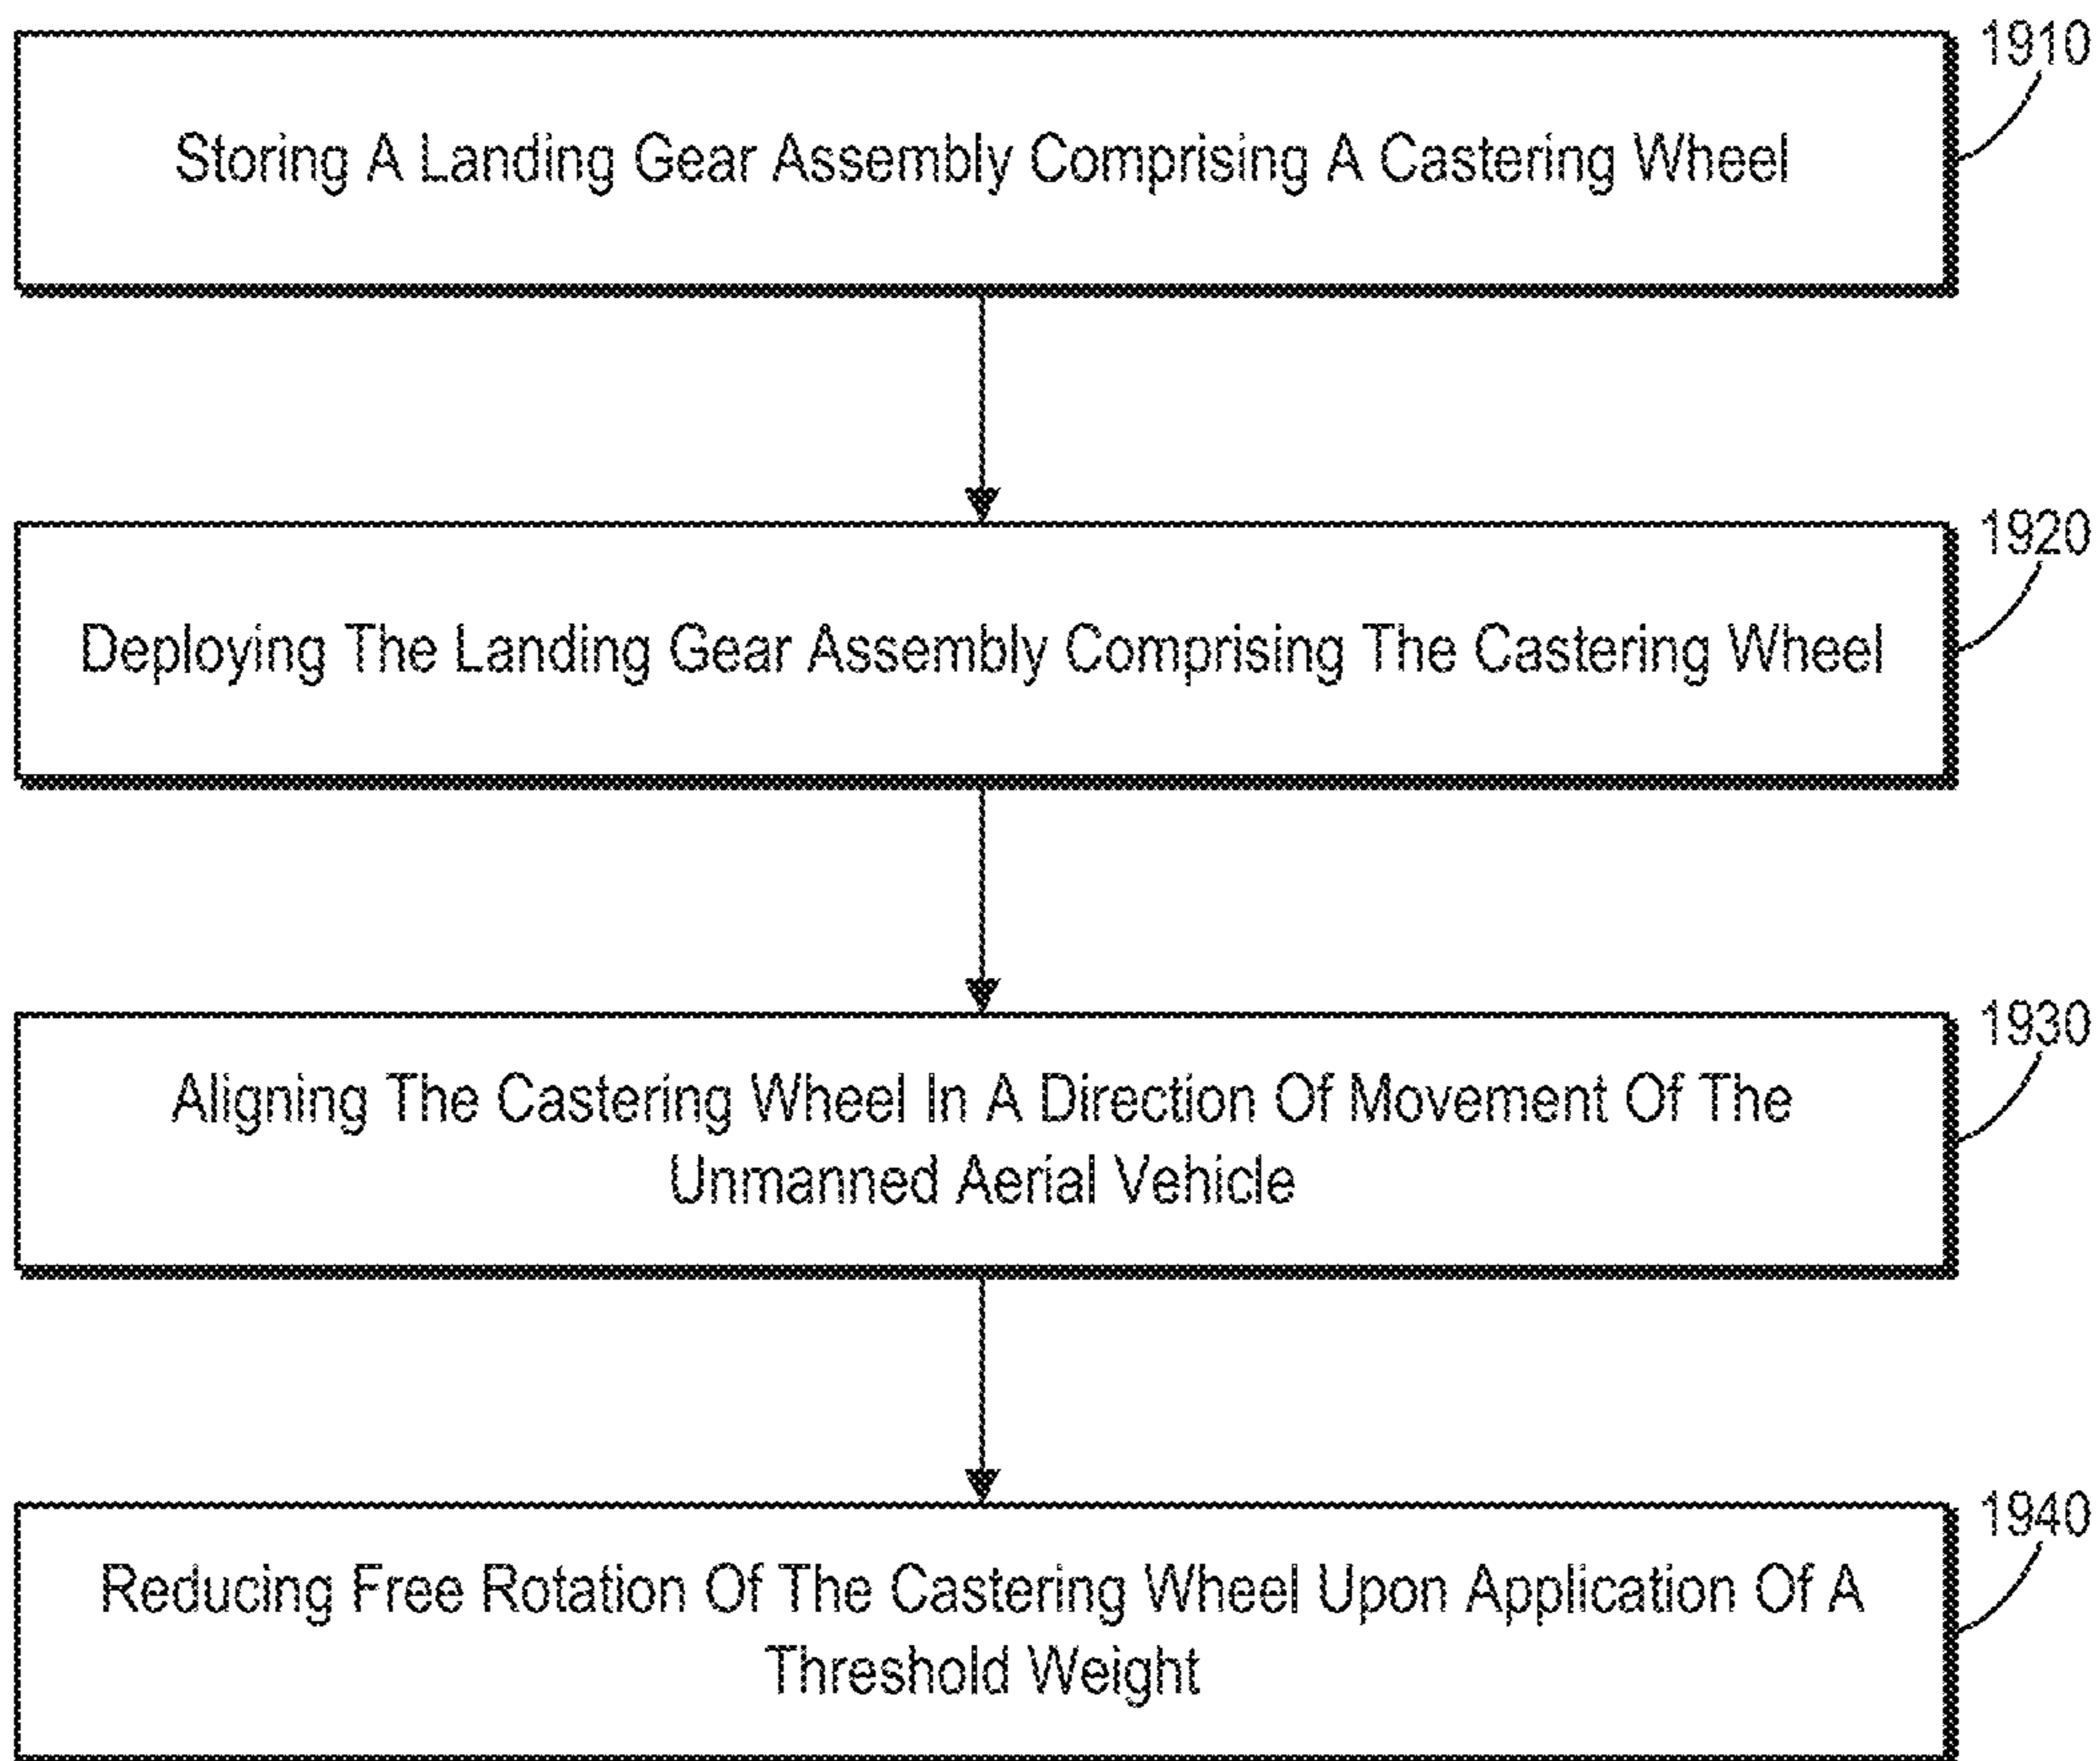 1910
Storing A Landing Gear Assembly Comprising A Castering Wheel
1920
Deploying The Landing Gear Assembly Comprising The Castering Wheel
1930
Aligning The Castering Wheel In A Direction Of Movement Of The
Unmanned Aerial Vehicle
1940
Reducing Free Rotation Of The Castering Wheel Upon Application Of A
Threshold Weight